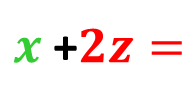 x +2z =